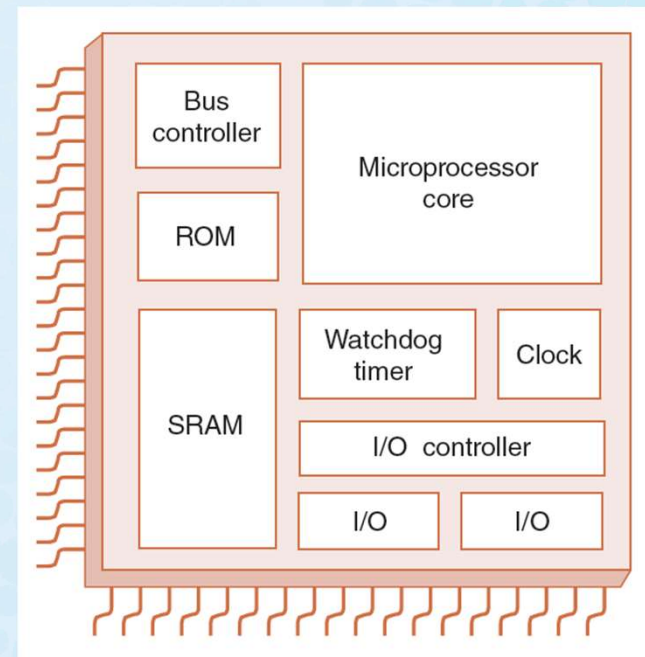 Bus
controller
Microprocessor
core
ROM
SRAM
Watchdog
timer
Clock
I/O controller
I/O
I/O